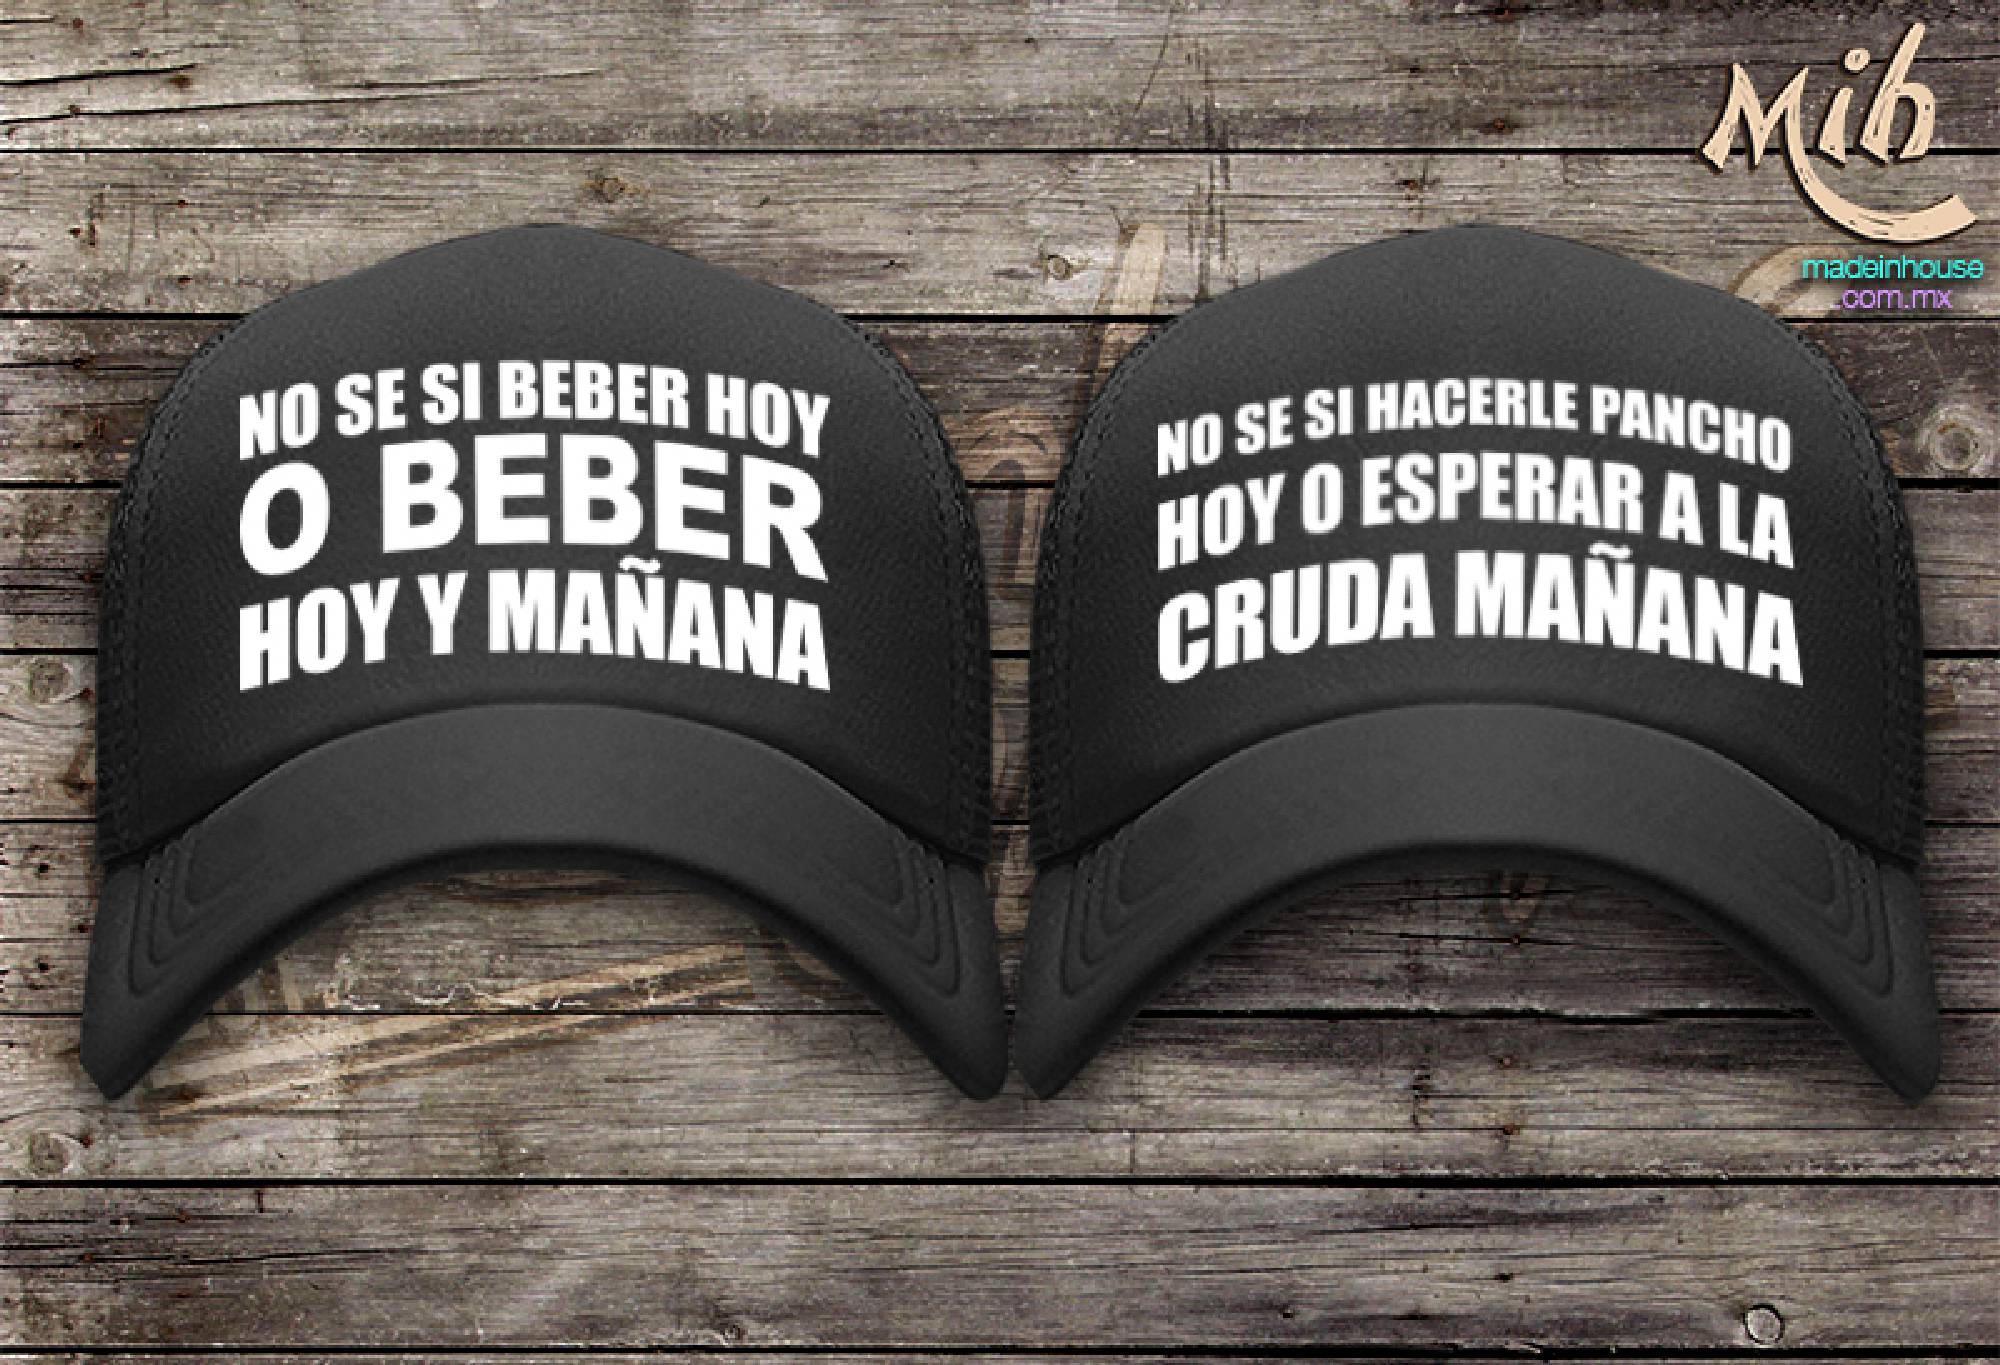 Mih
madeinhouse
.com.mx
NO SE SI BEBER HOY
O BEBER
HOY Y MAÑANA
NO SE SI HACERLE PANCHO
HOY O ESPERAR A LA
CRUDA MAÑANA